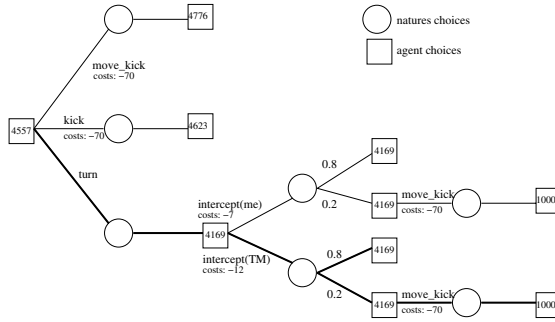 4776
natures choices
agent choices
move_kick
costs: −70
kick
costs: −70
4623
4557
turn
0.8
4169
intercept(me)
costs: −7
0.2
4169
move_kick
costs: −70
1000
4169
intercept(TM)
costs: −12
0.8
4169
0.2
4169
move_kick
costs: −70
1000